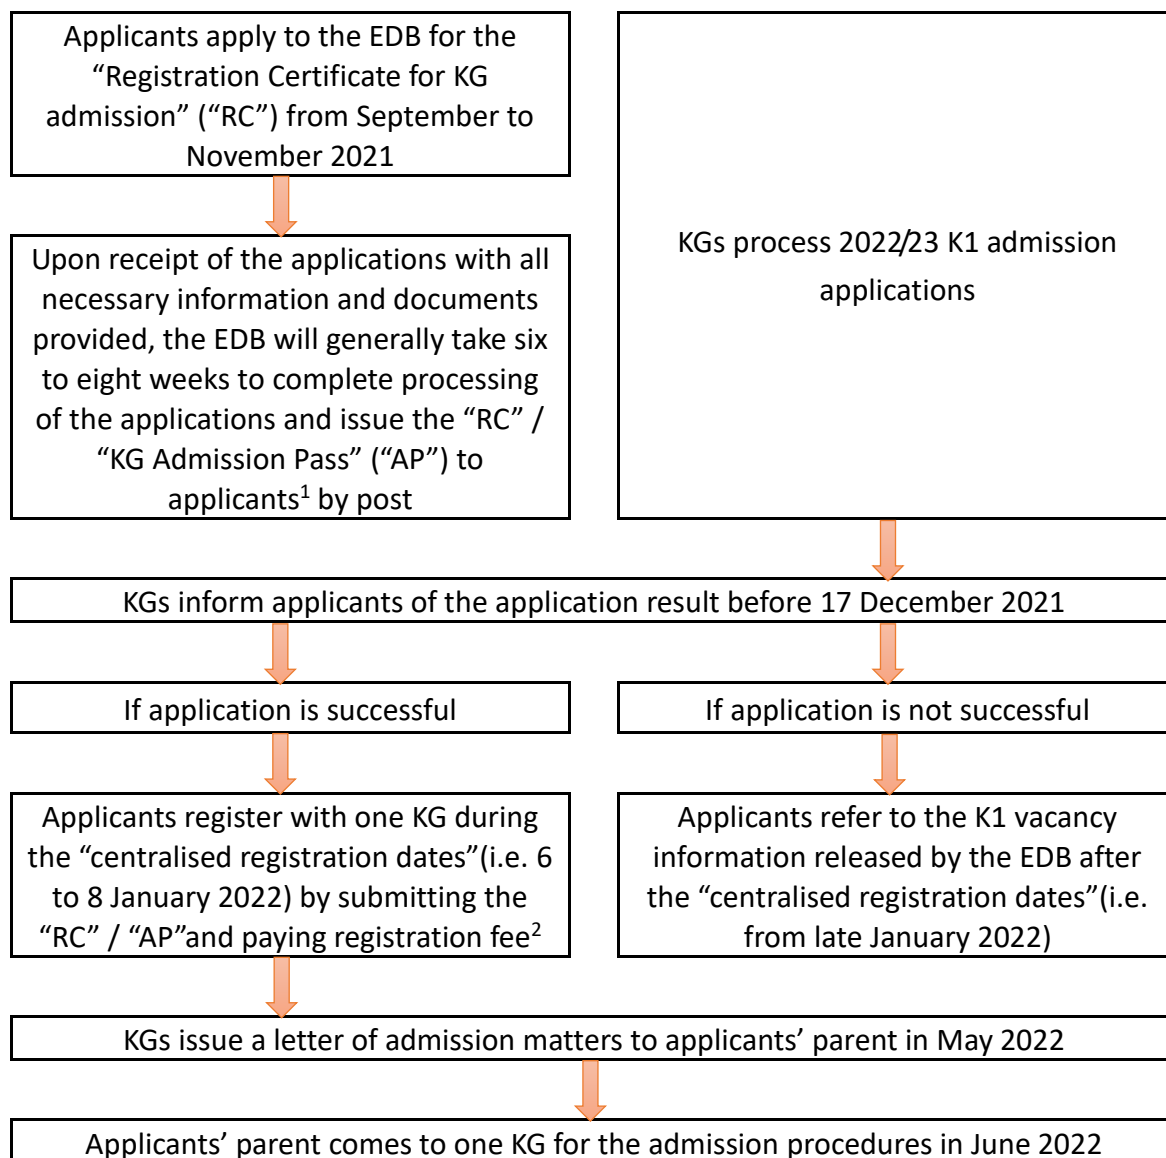 Applicants apply to the EDB for the
“Registration Certificate for KG
admission” (“RC”) from September to
November 2021
Upon receipt of the applications with all
necessary information and documents
provided, the EDB will generally take six
to eight weeks to complete processing
of the applications and issue the “RC” /
“KG Admission Pass” (“AP”) to
applicants¹ by post
KGs process 2022/23 K1 admission
applications
KGs inform applicants of the application result before 17 December 2021
If application is successful
If application is not successful
Applicants register with one KG during
the “centralised registration dates”(i.e. 6
to 8 January 2022) by submitting the
“RC” / “AP”and paying registration fee²
Applicants refer to the K1 vacancy
information released by the EDB after
the “centralised registration dates”(i.e.
from late January 2022)
KGs issue a letter of admission matters to applicants’ parent in May 2022
Applicants’ parent comes to one KG for the admission procedures in June 2022